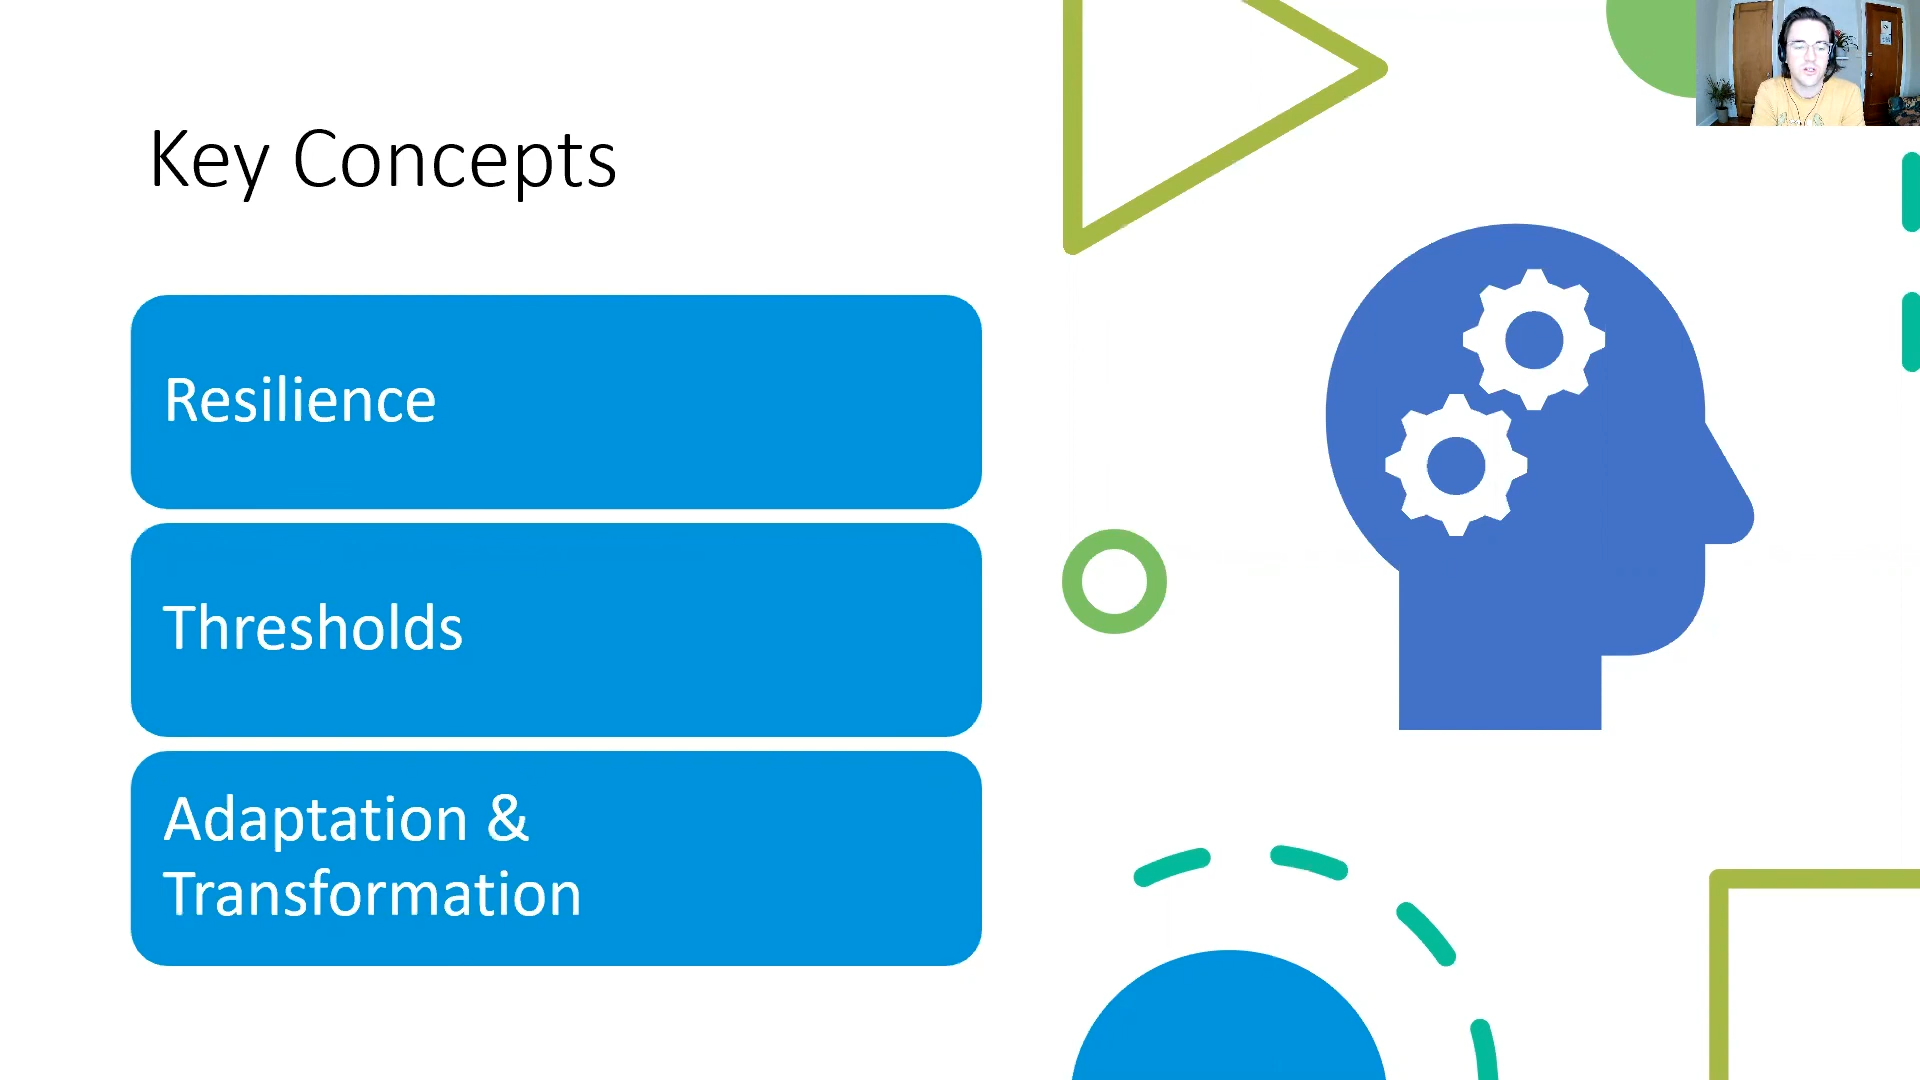 Key Concepts
Resilience
Thresholds
Adaptation &
Transformation